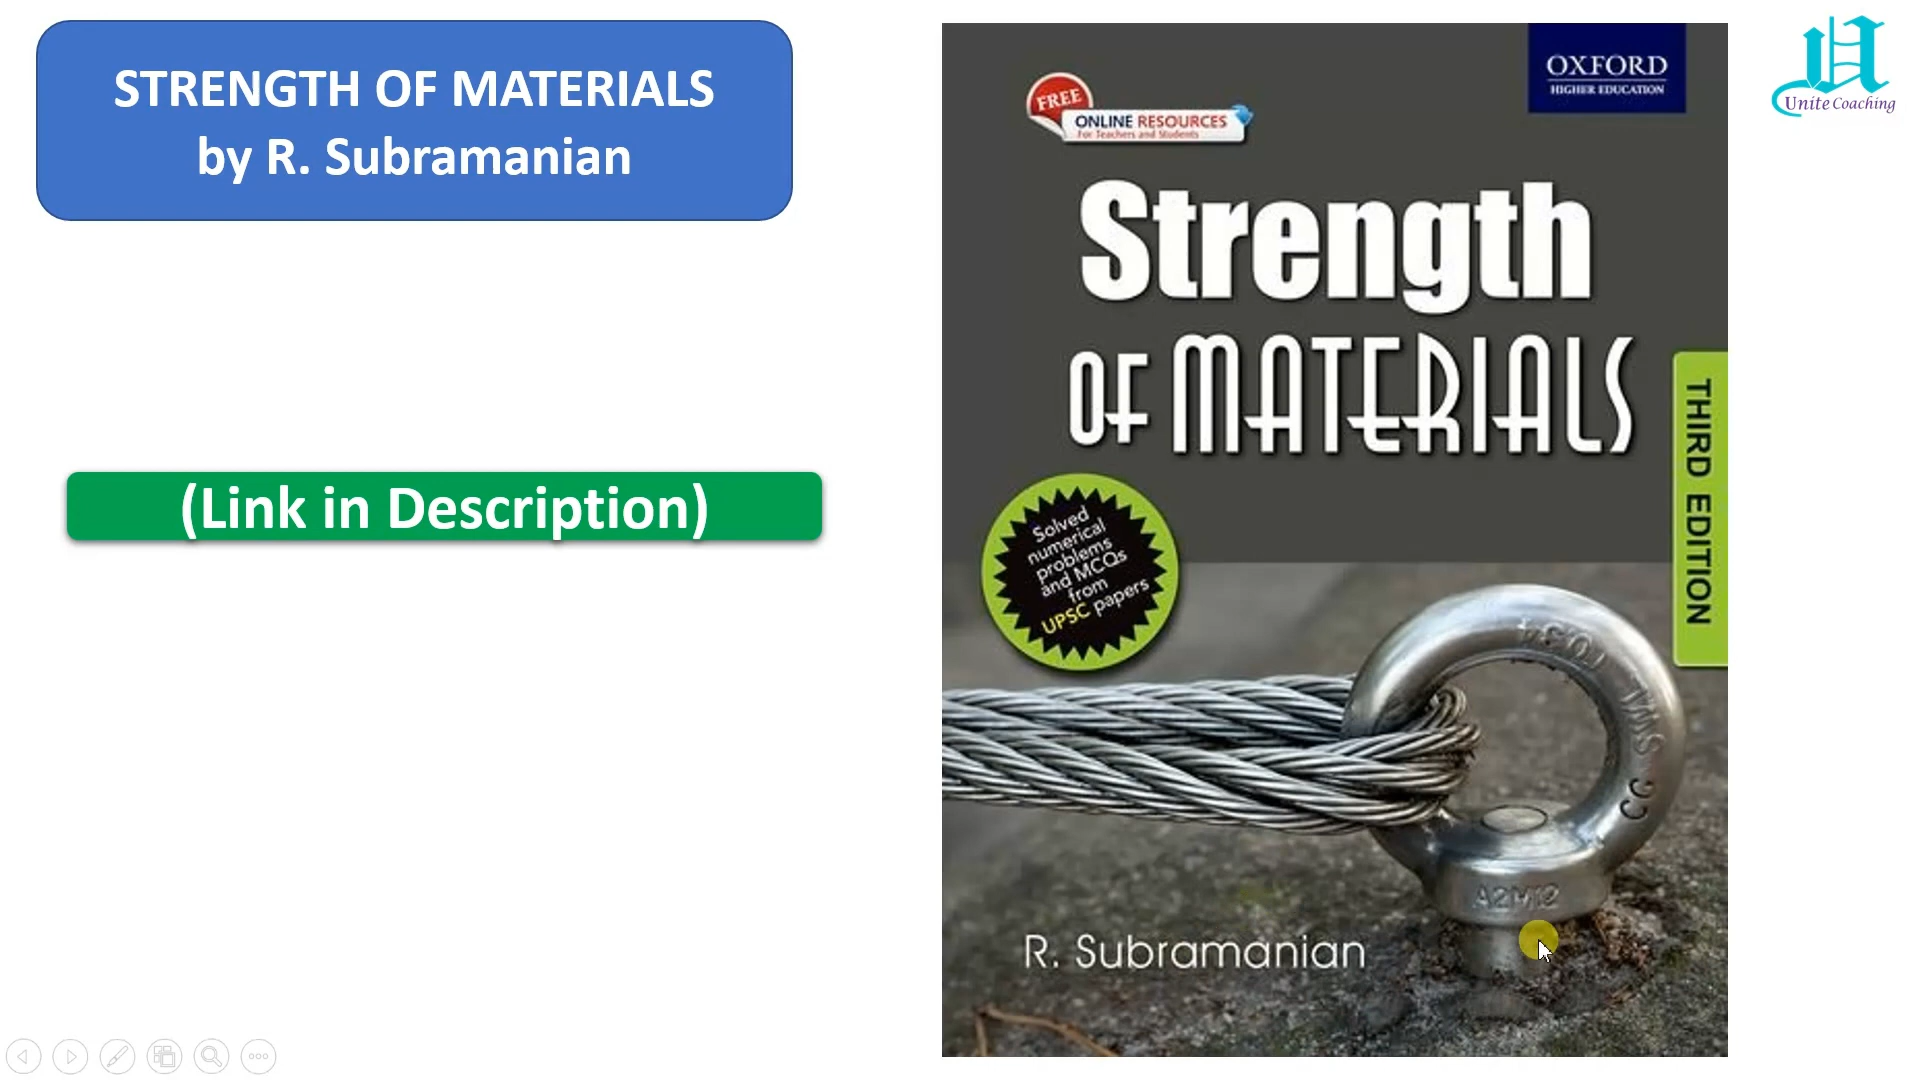 STRENGTH OF MATERIALS
by R. Subramanian
(Link in Description)
OXFORD
HIGHER EDUCATION
FREE
ONLINE RESOURCES
For Teachers and Students
Strength
OF MATERIALS
THIRD EDITION
Solved
numerical
problems
and MCQs
from
UPSC papers
A2M12
R. Subramanian
Unite Coaching